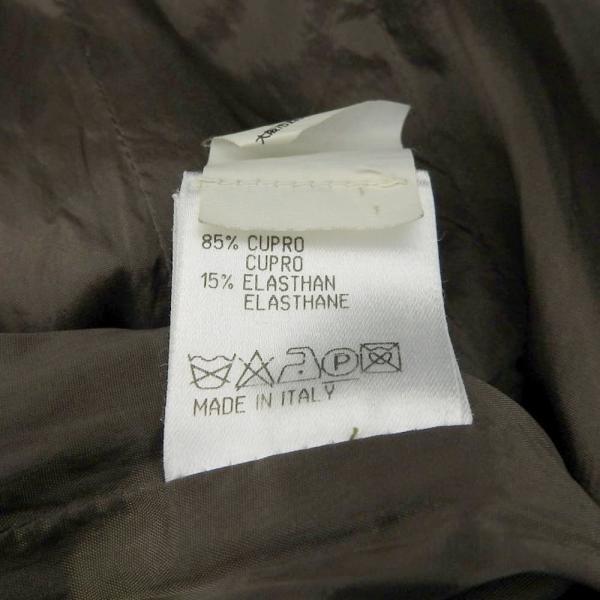 85% CUPRO
CUPRO
15% ELASTHAN
ELASTHANE
P
MADE IN ITALY